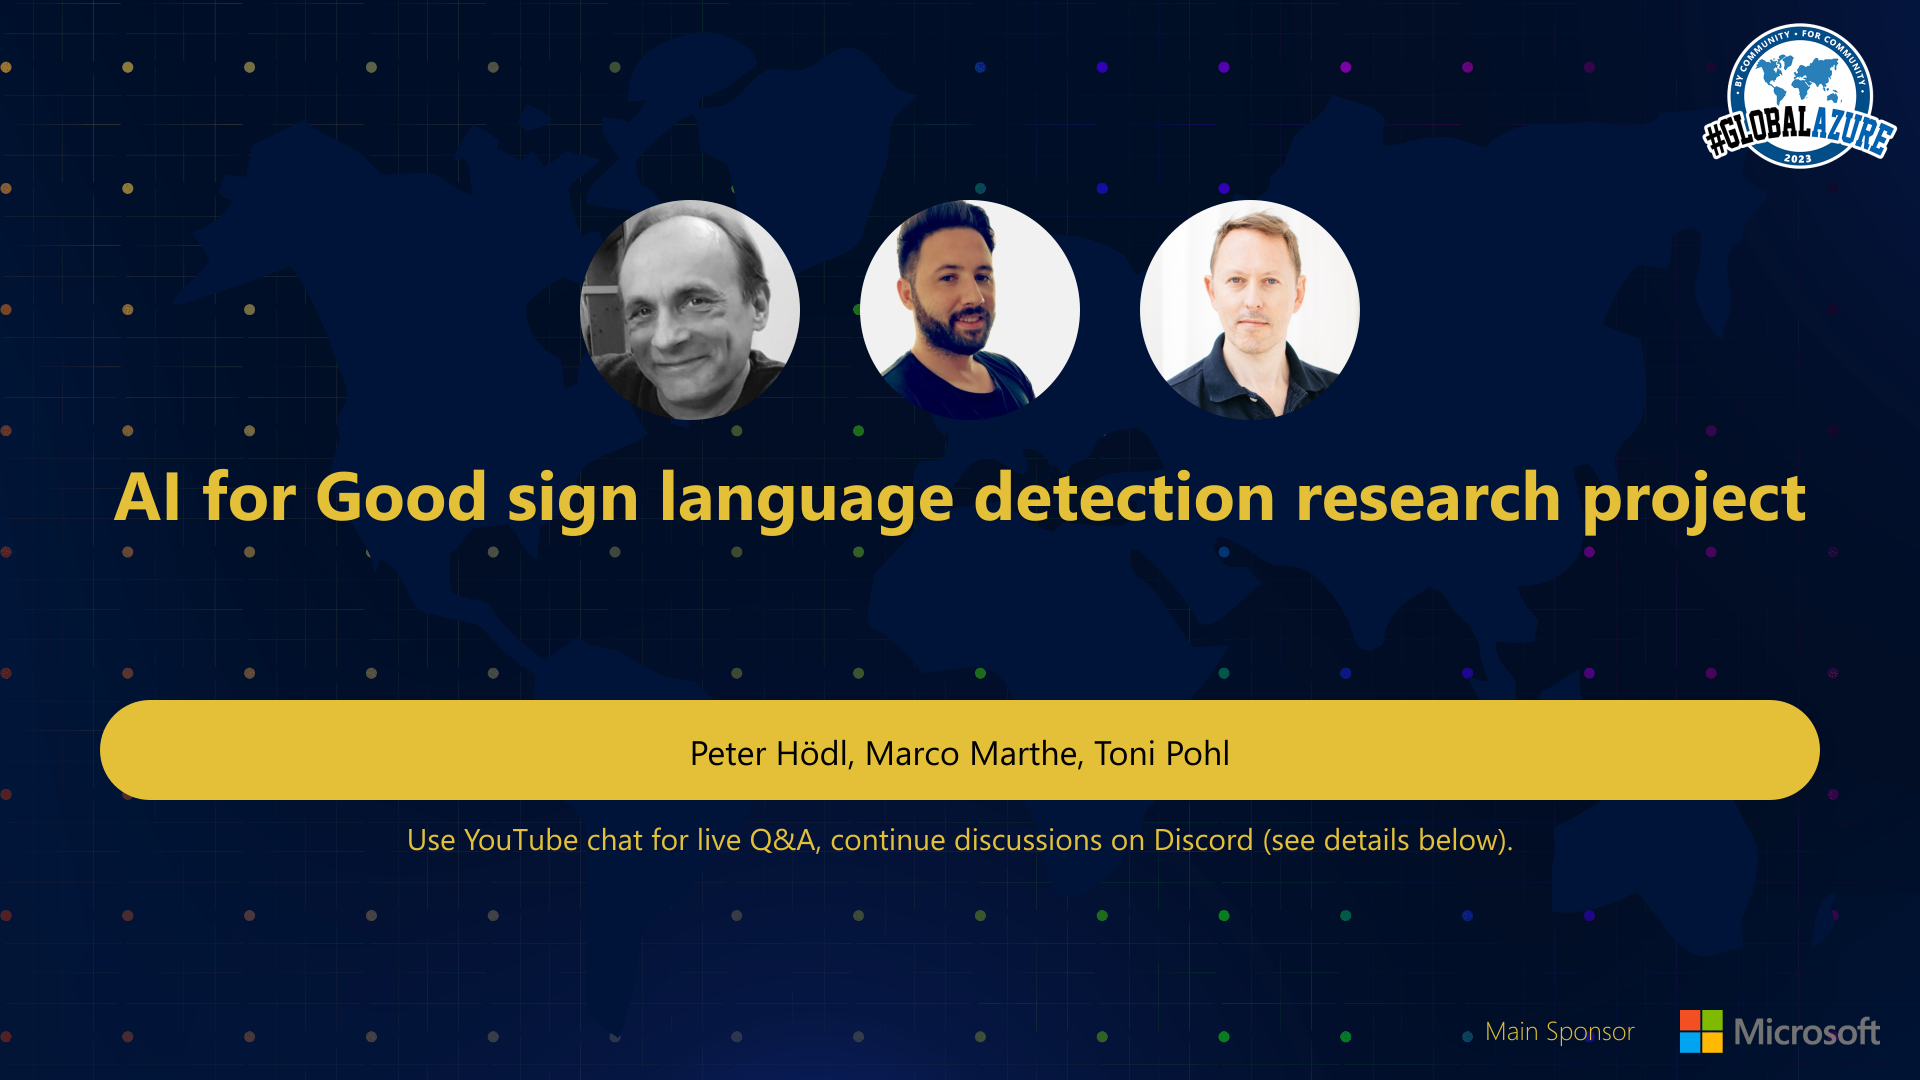 • BY COMMUNITY • FOR COMMUNITY •
#GLOBALAZURE
2023
AI for Good sign language detection research project
Peter Hödl, Marco Marthe, Toni Pohl
Use YouTube chat for live Q&A, continue discussions on Discord (see details below).
Main Sponsor
Microsoft